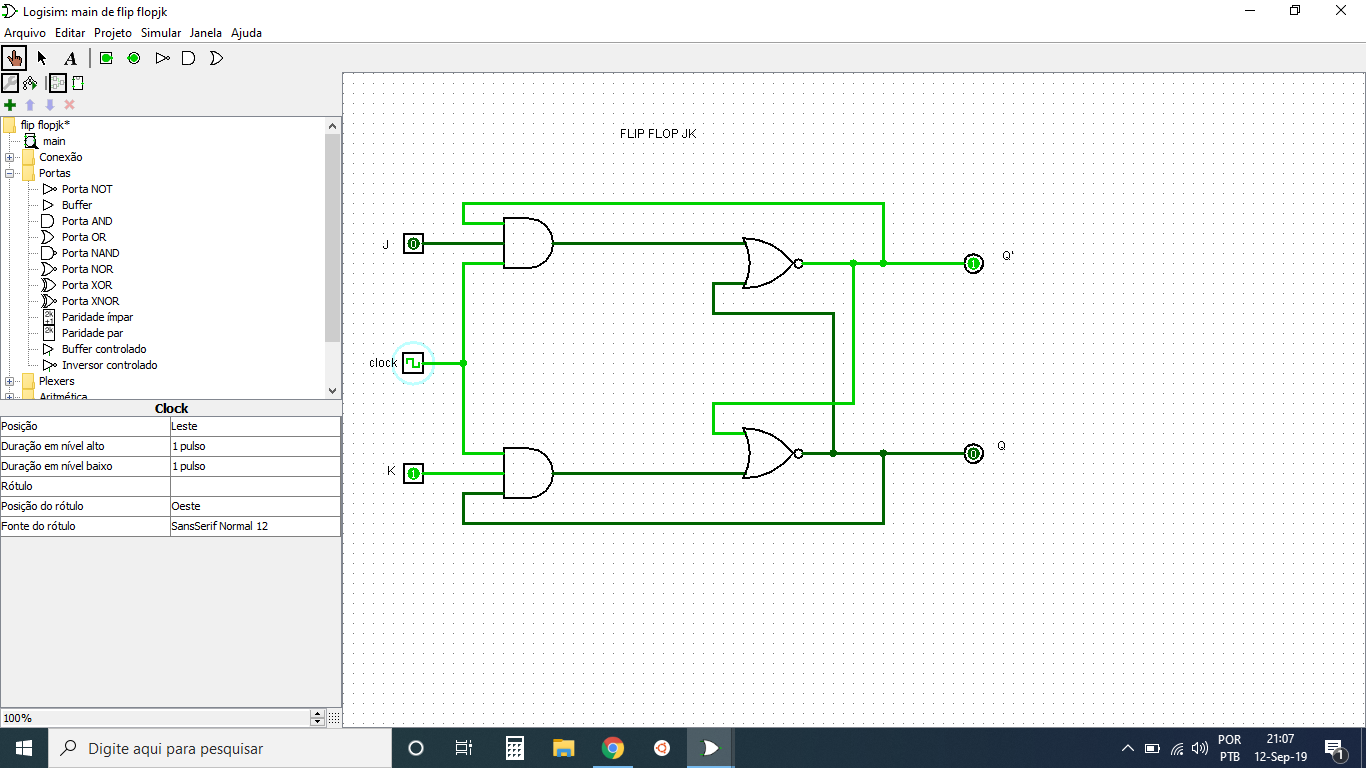 Logisim: main de flip flopjk
Arquivo Editar Projeto Simular Janela Ajuda
A
flip flopjk*
main
Conexão
Portas
Porta NOT
Buffer
Porta AND
Porta OR
Porta NAND
Porta NOR
Porta XOR
Porta XNOR
Paridade ímpar
Paridade par
Buffer controlado
Inversor controlado
Plexers
Aritmética
Clock
Posição Leste
Duração em nível alto 1 pulso
Duração em nível baixo 1 pulso
Rótulo
Posição do rótulo Oeste
Fonte do rótulo SansSerif Normal 12
100%
FLIP FLOP JK
J 0
Q'
1
clock
K 1
Q
0
Digite aqui para pesquisar
POR
PTB
21:07
12-Sep-19
1